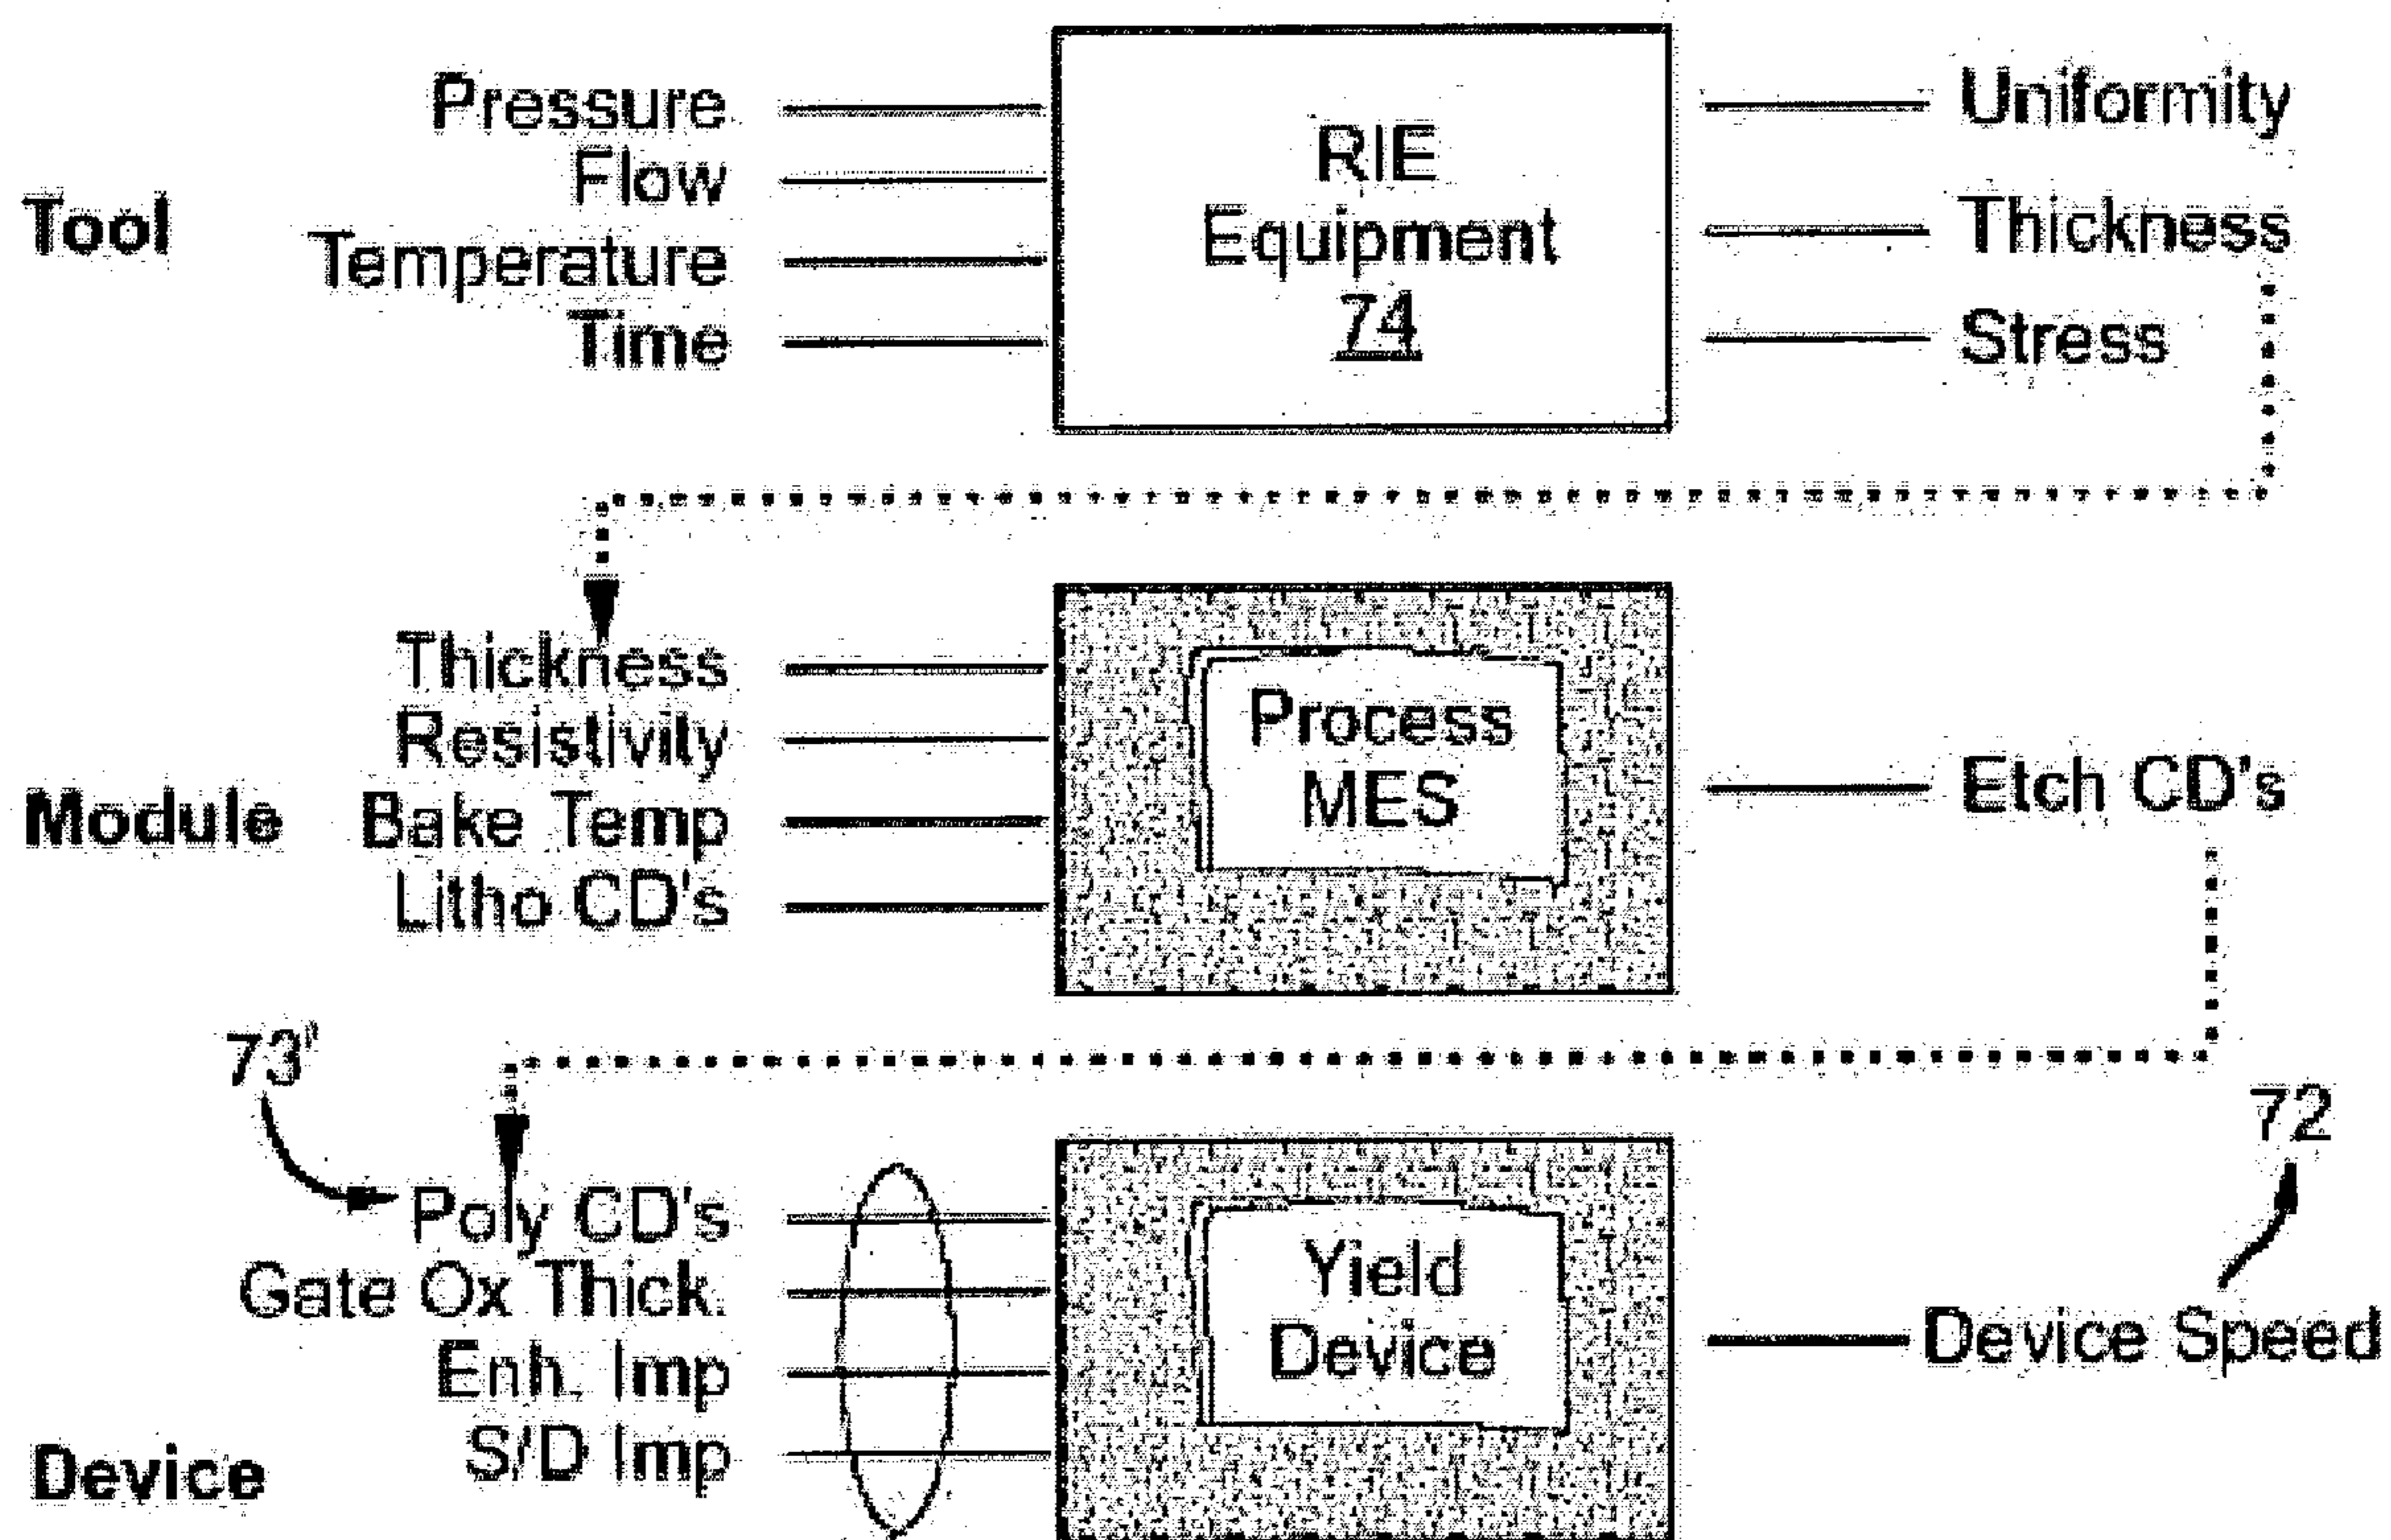 Tool
Pressure
Flow
Temperature
Time
RIE
Equipment
74
Uniformity
Thickness
Stress
Module
Thickness
Resistivity
Bake Temp
Litho CD's
Process
MES
Etch CD's
73"
72
Device
Poly CD's
Gate Ox Thick.
Enh. Imp
S/D Imp
Yield
Device
Device Speed